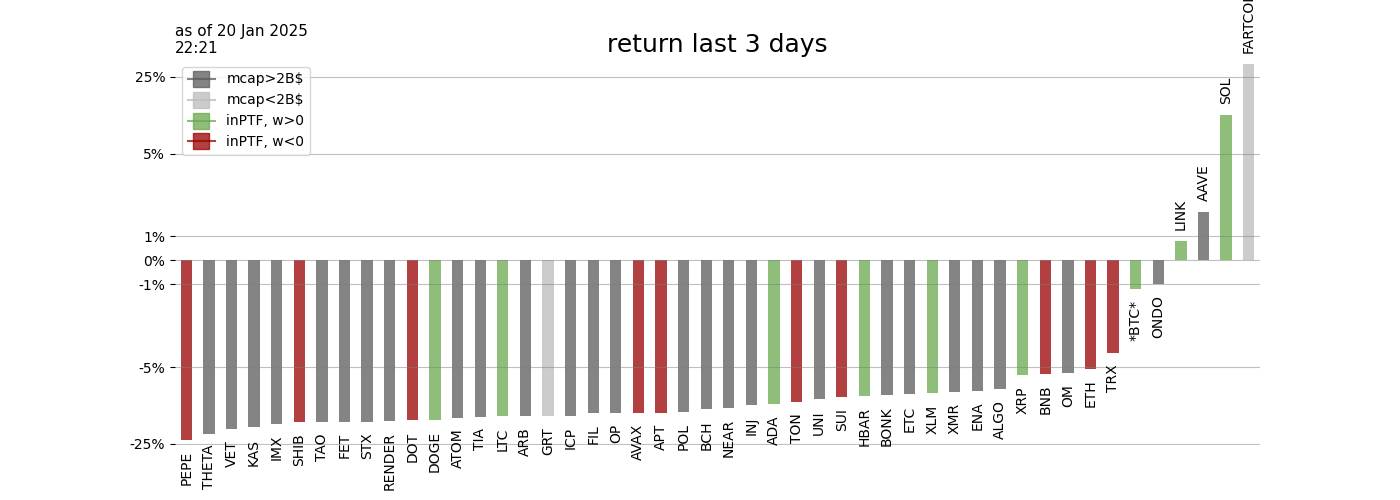 as of 20 Jan 2025
22:21
return last 3 days
mcap>2B$
mcap<2B$
inPTF, w>0
inPTF, w<0
25%
5%
1%
0%
-1%
-5%
-25%
PEPE
THETA
VET
KAS
IMX
SHIB
TAO
FET
STX
RENDER
DOT
DOGE
ATOM
TIA
LTC
ARB
GRT
ICP
FIL
OP
AVAX
APT
POL
BCH
NEAR
INJ
ADA
TON
UNI
SUI
HBAR
BONK
ETC
XLM
XMR
ENA
ALGO
XRP
BNB
OM
ETH
TRX
*BTC*
ONDO
LINK
AAVE
SOL